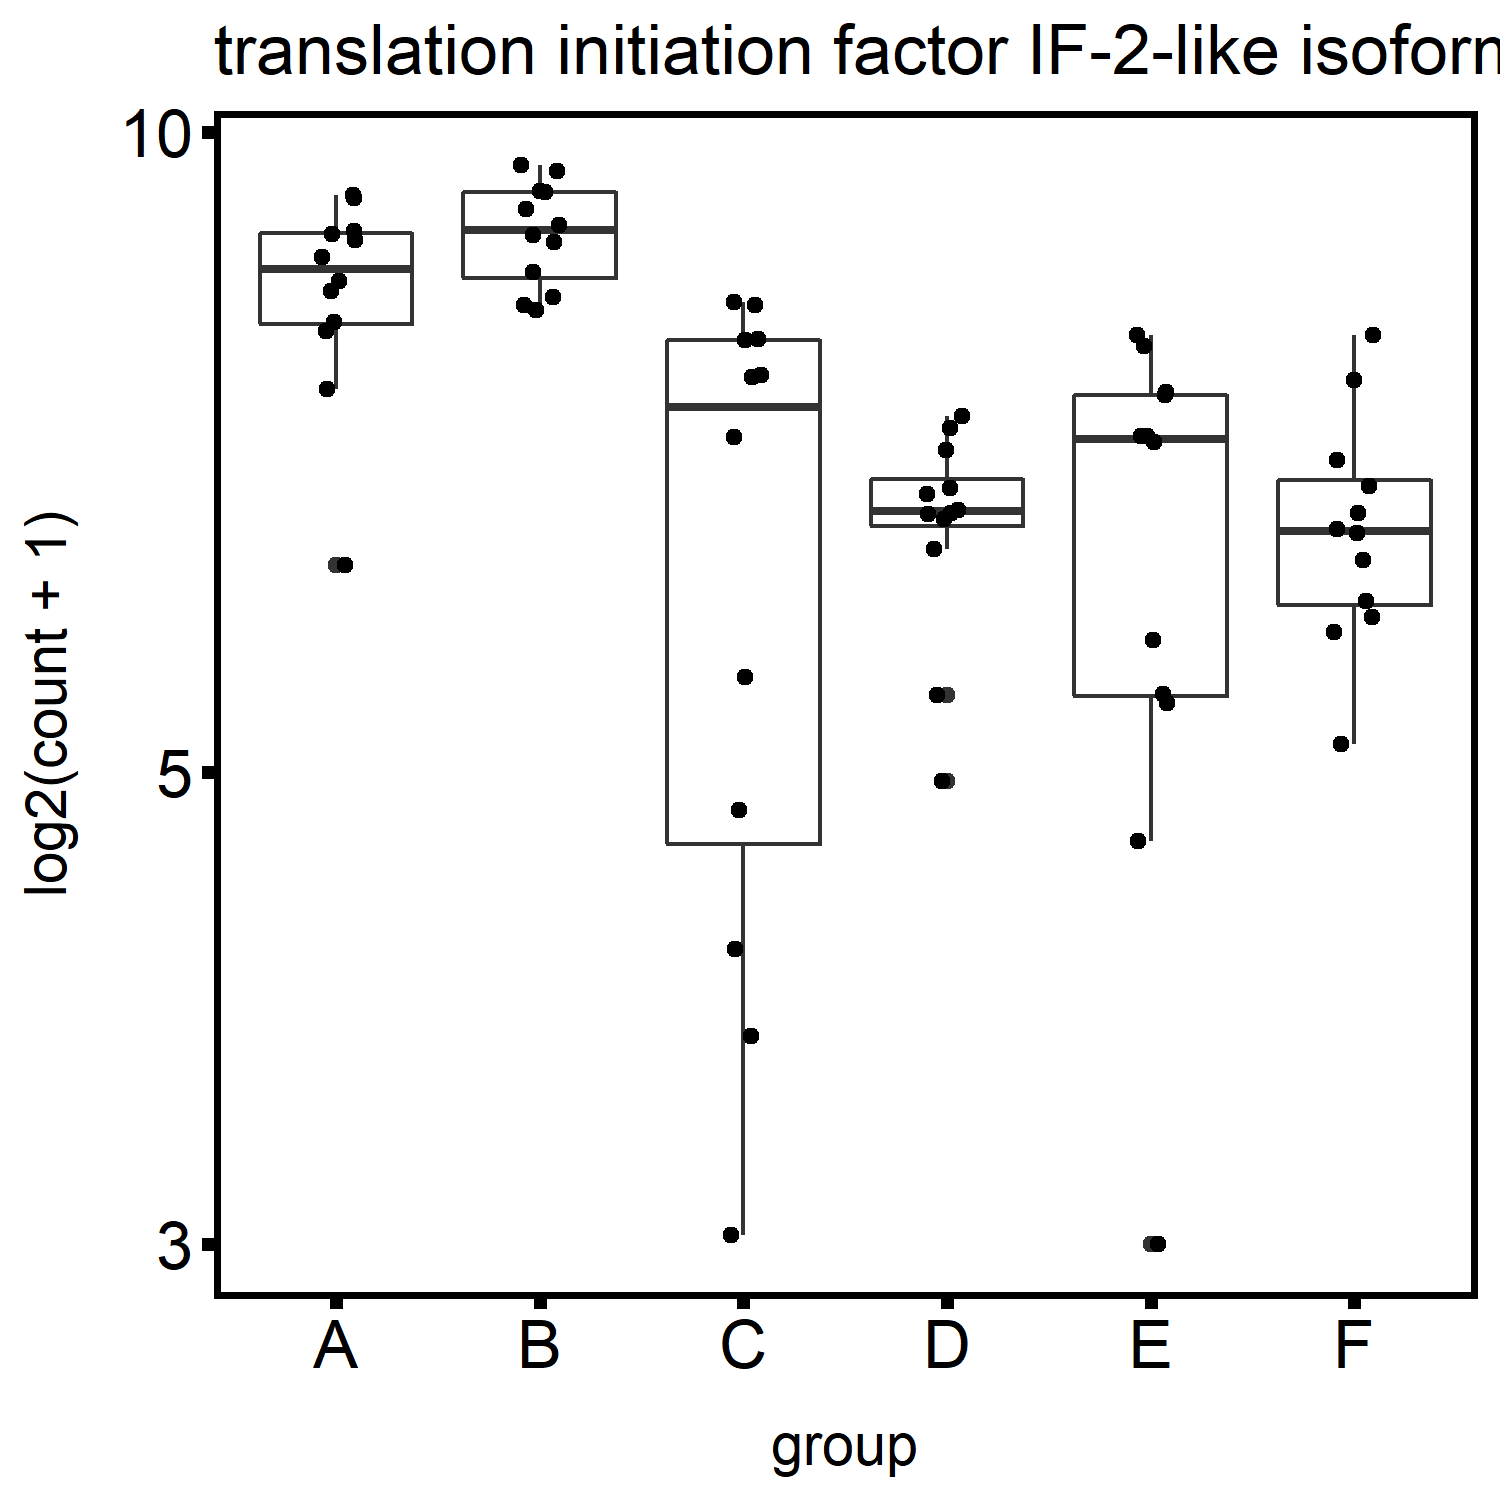 translation initiation factor IF-2-like isoforn
10
5
3
log2(count + 1)
A B C D E F
group